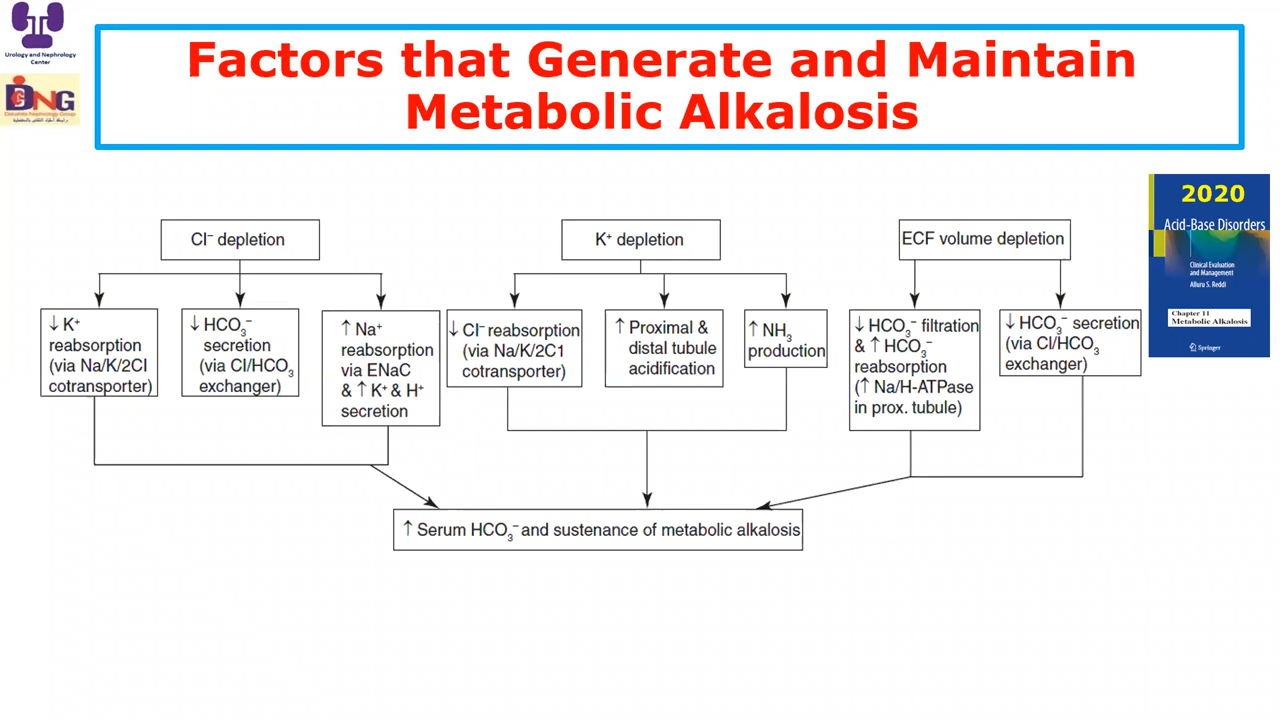 Urology and Nephrology
Center
DNG
Dakahlia Nephrology Group
Factors that Generate and Maintain
Metabolic Alkalosis
2020
Acid-Base Disorders
Clinical Evaluation
and Management
Alluru S. Reddi
Chapter 11
Metabolic Alkalosis
Springer
Cl⁻ depletion
K⁺ depletion
ECF volume depletion
↓ K⁺
reabsorption
(via Na/K/2Cl
cotransporter)
↓ HCO₃⁻
secretion
(via Cl/HCO₃
exchanger)
↑ Na⁺
reabsorption
via ENaC
& ↑ K⁺ & H⁺
secretion
↓ Cl⁻ reabsorption
(via Na/K/2C1
cotransporter)
↑ Proximal &
distal tubule
acidification
↑ NH₃
production
↓ HCO₃⁻ filtration
& ↑ HCO₃⁻
reabsorption
(↑ Na/H-ATPase
in prox. tubule)
↓ HCO₃⁻ secretion
(via Cl/HCO₃
exchanger)
↑ Serum HCO₃⁻ and sustenance of metabolic alkalosis